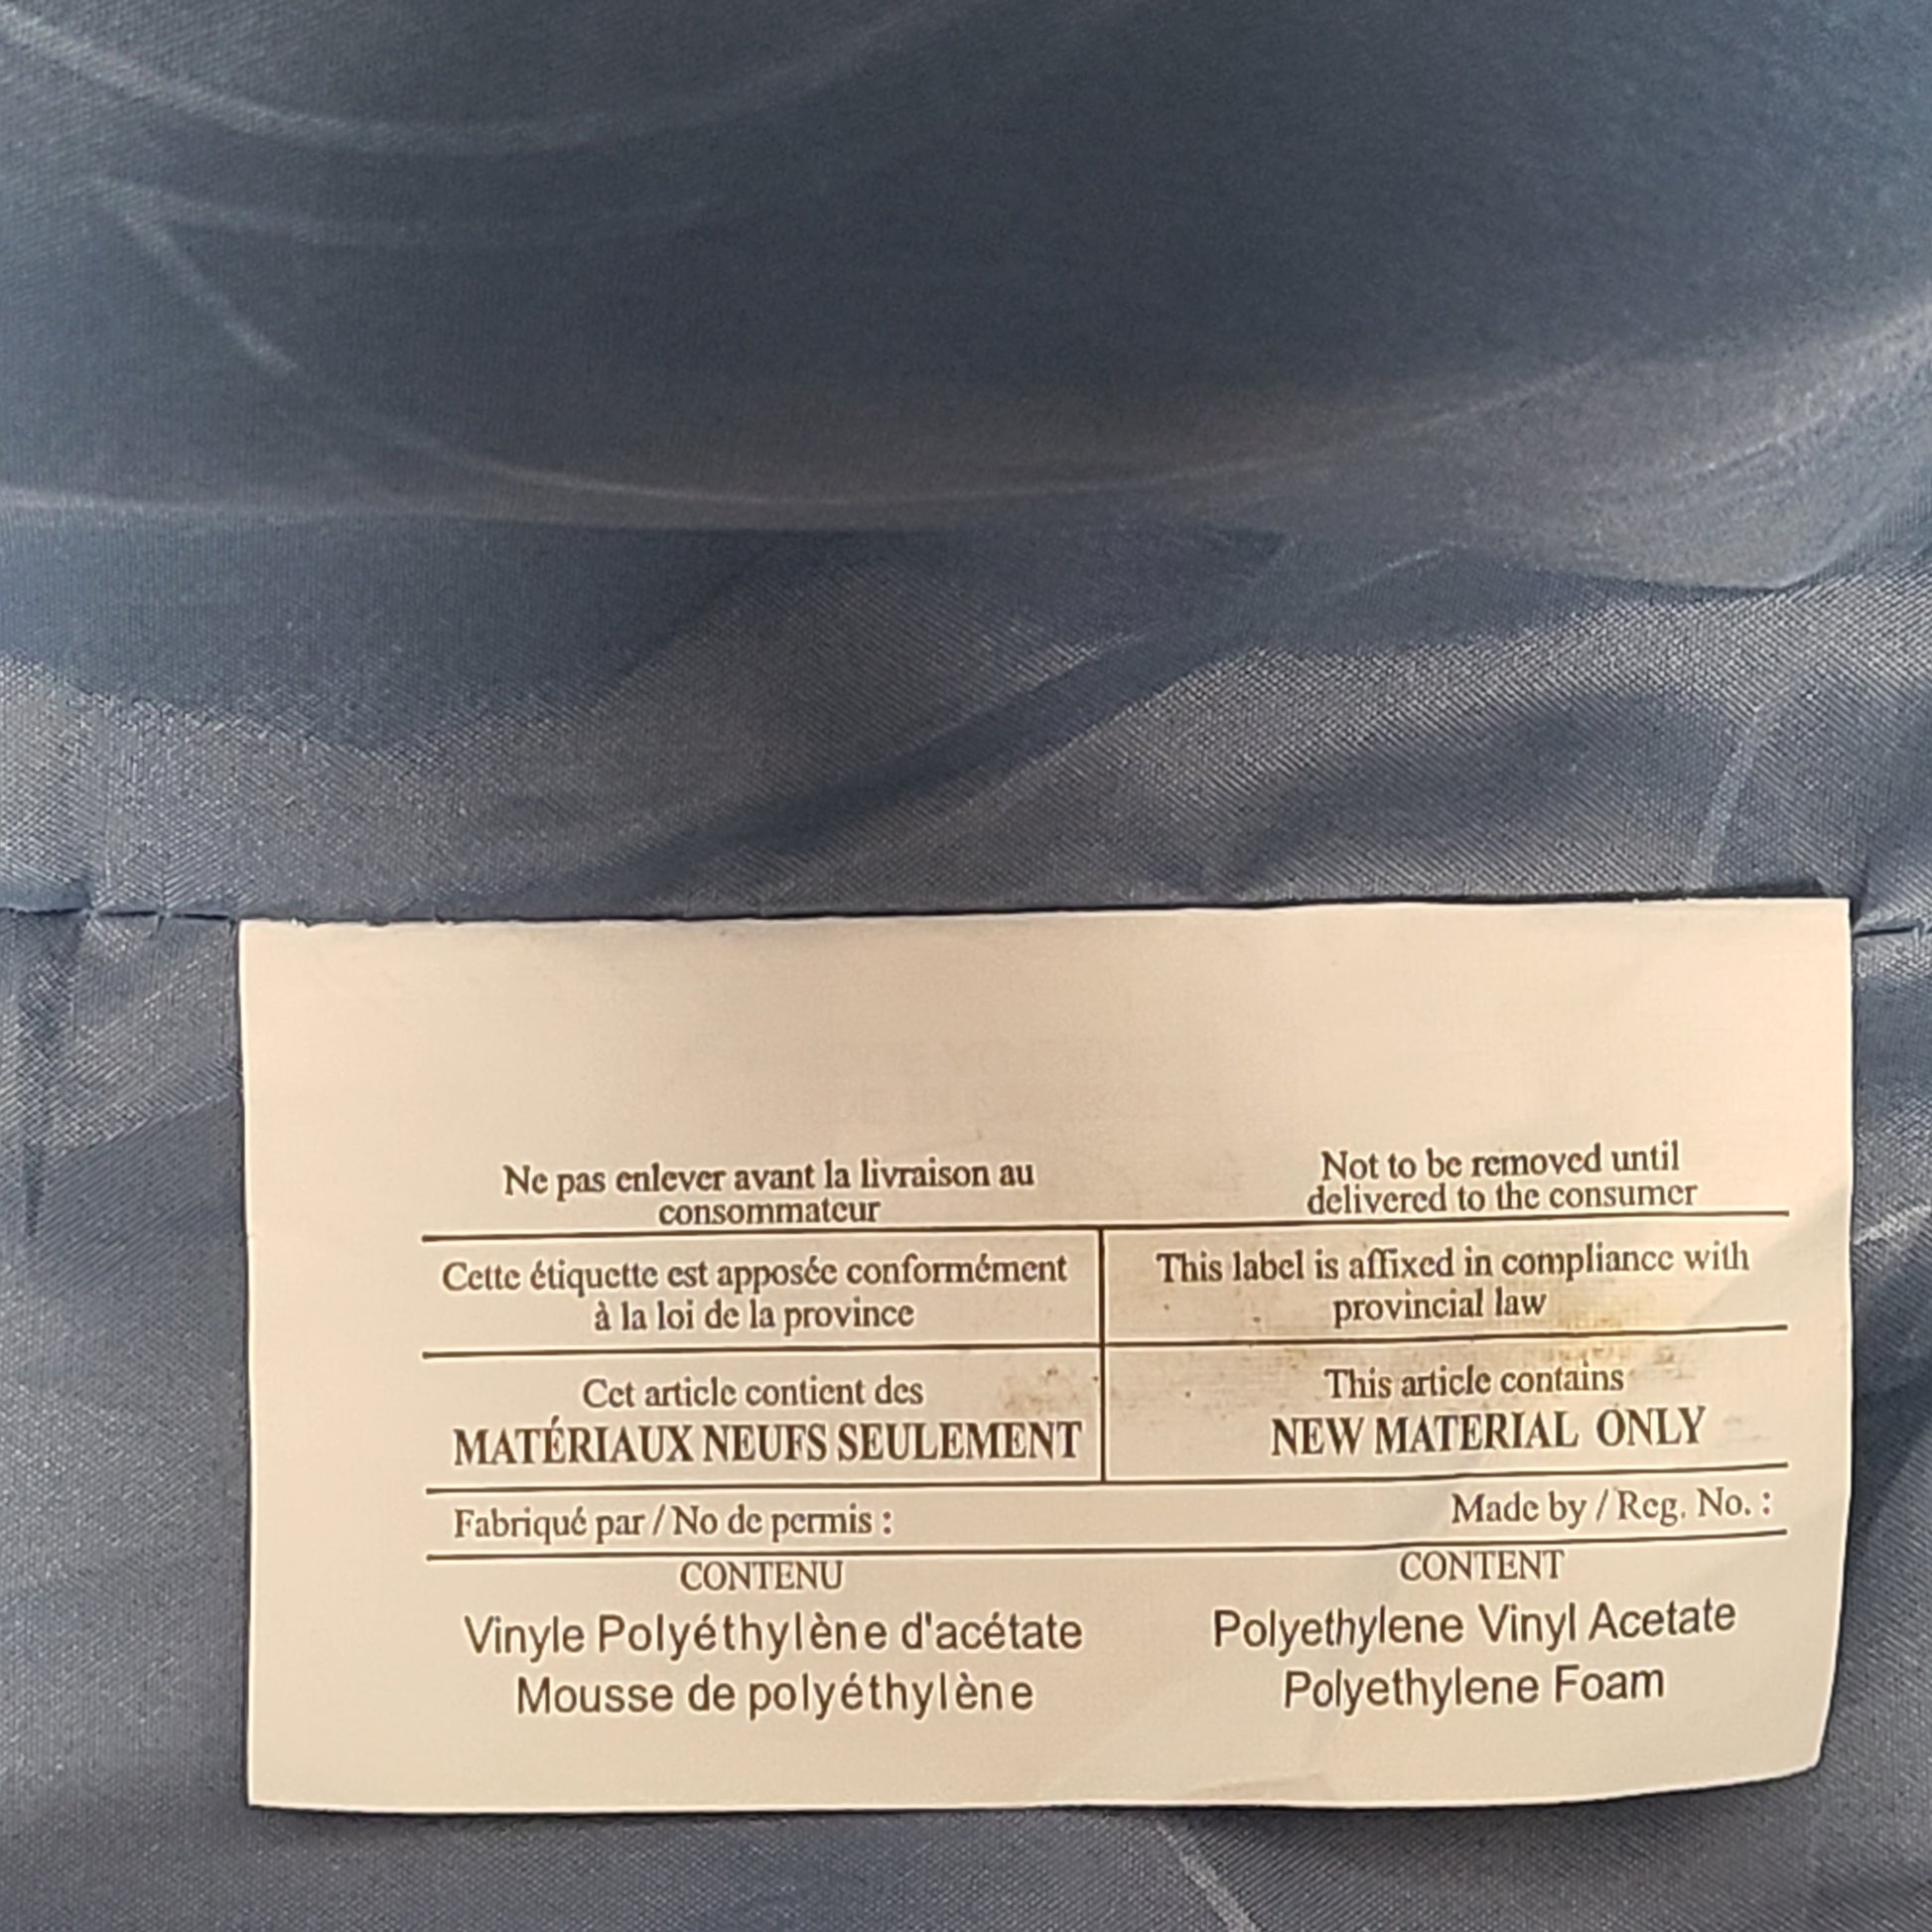 Ne pas enlever avant la livraison au
consommateur
Not to be removed until
delivered to the consumer
Cette étiquette est apposée conformément
à la loi de la province
This label is affixed in compliance with
provincial law
Cet article contient des
MATÉRIAUX NEUFS SEULEMENT
This article contains
NEW MATERIAL ONLY
Fabriqué par / No de permis :
Made by / Reg. No. :
CONTENU
Vinyle Polyéthylène d'acétate
Mousse de polyéthylène
CONTENT
Polyethylene Vinyl Acetate
Polyethylene Foam